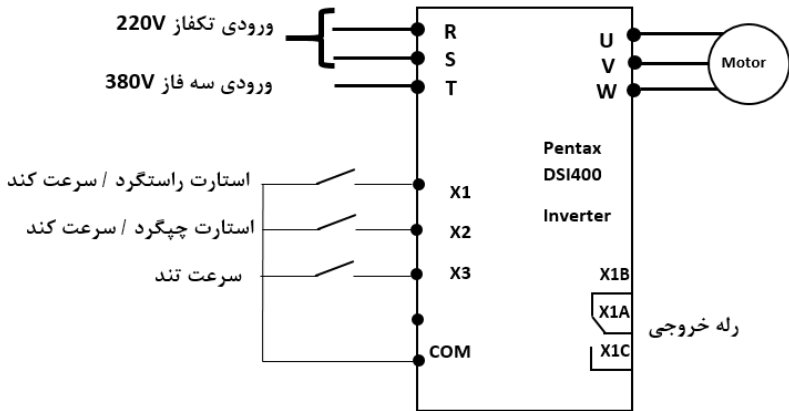 ورودی تکفاز 220V
R
S
ورودی سه فاز 380V
T
U
V
W
Motor
Pentax
DSI400
Inverter
استارت راستگرد / سرعت کند
X1
استارت چپگرد / سرعت کند
X2
سرعت تند
X3
COM
X1B
X1A
X1C
رله خروجی